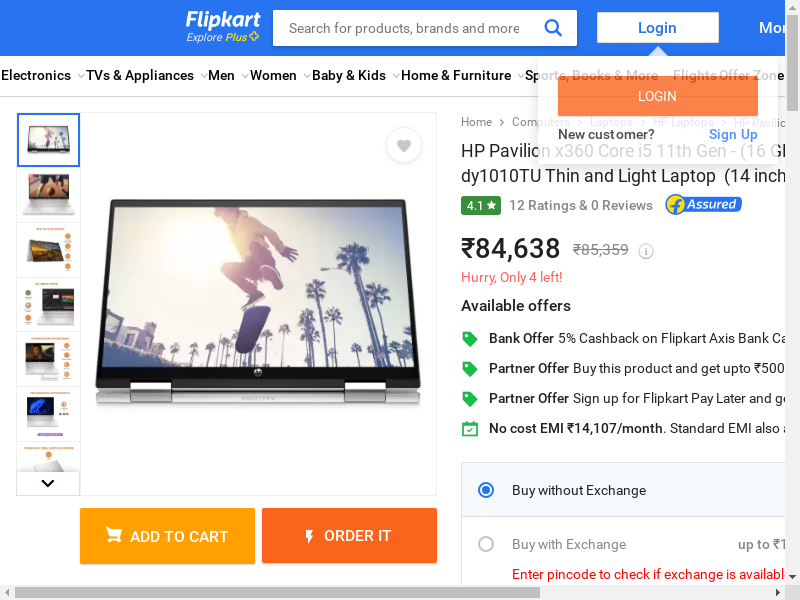 Flipkart
Explore Plus
Search for products, brands and more
Login
Mor
Electronics
TVs & Appliances
Men
Women
Baby & Kids
Home & Furniture
Sports, Books & More
Flights
Offer Zone
LOGIN
New customer?
Sign Up
Home
Computers
Laptops
HP Laptops
HP Pavilio
HP Pavilion x360 Core i5 11th Gen - (16 GB
dy1010TU Thin and Light Laptop (14 inch
4.1
12 Ratings & 0 Reviews
Assured
₹84,638
₹85,359
Hurry, Only 4 left!
Available offers
Bank Offer 5% Cashback on Flipkart Axis Bank Ca
Partner Offer Buy this product and get upto ₹500
Partner Offer Sign up for Flipkart Pay Later and ge
No cost EMI ₹14,107/month. Standard EMI also a
Buy without Exchange
Buy with Exchange
up to ₹1
Enter pincode to check if exchange is availabl
ADD TO CART
ORDER IT